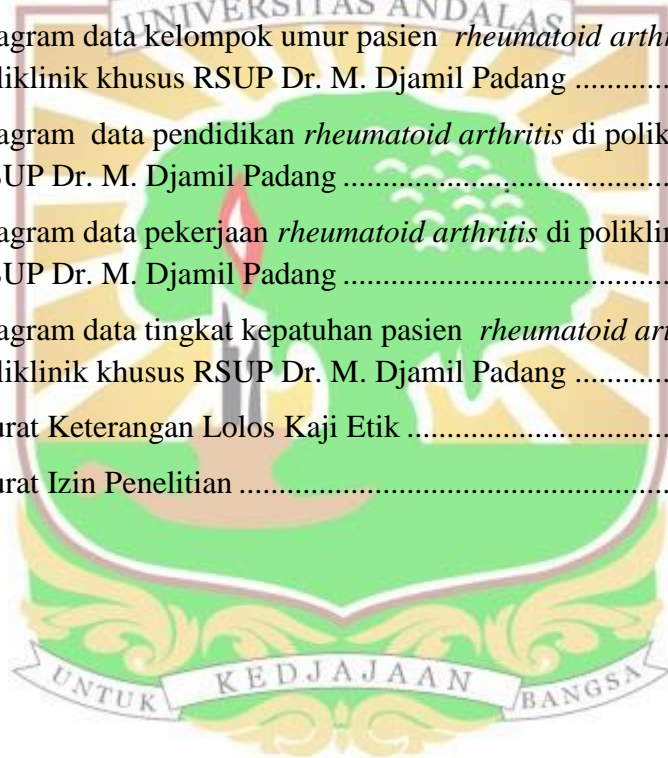 UNIVERSITAS ANDALAS
agram data kelompok umur pasien rheumatoid arthr
liklinik khusus RSUP Dr. M. Djamil Padang ............
agram data pendidikan rheumatoid arthritis di polik
SUP Dr. M. Djamil Padang ........................................
agram data pekerjaan rheumatoid arthritis di poliklin
SUP Dr. M. Djamil Padang ........................................
agram data tingkat kepatuhan pasien rheumatoid art
liklinik khusus RSUP Dr. M. Djamil Padang ............
urat Keterangan Lolos Kaji Etik ................................
urat Izin Penelitian .....................................................
UNTUK KEDJAJAAN BANGSA